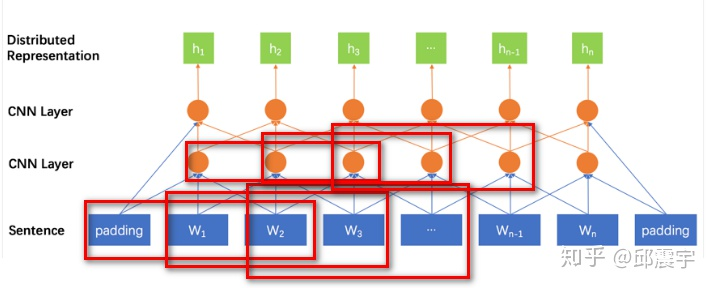 Distributed
Representation
h₁
h₂
h₃
...
hₙ₋₁
hₙ
CNN Layer
CNN Layer
Sentence
padding
W₁
W₂
W₃
...
Wₙ₋₁
Wₙ
padding
知乎 @邱震宇